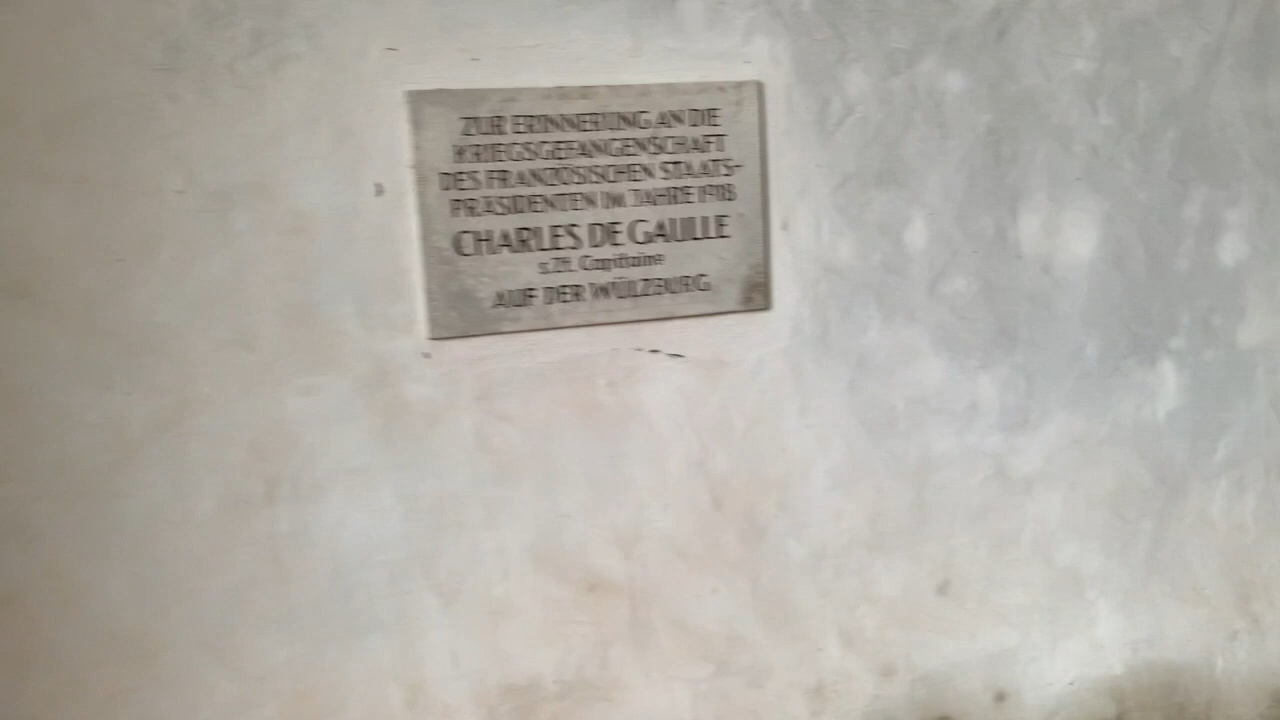 ZUR ERINNERUNG AN DIE
KRIEGSGEFANGENSCHAFT
DES FRANZÖSISCHEN STAATS-
PRÄSIDENTEN IM JAHRE 1918
CHARLES DE GAULLE
s.Zt. Capitaine
AUF DER WÜLZBURG